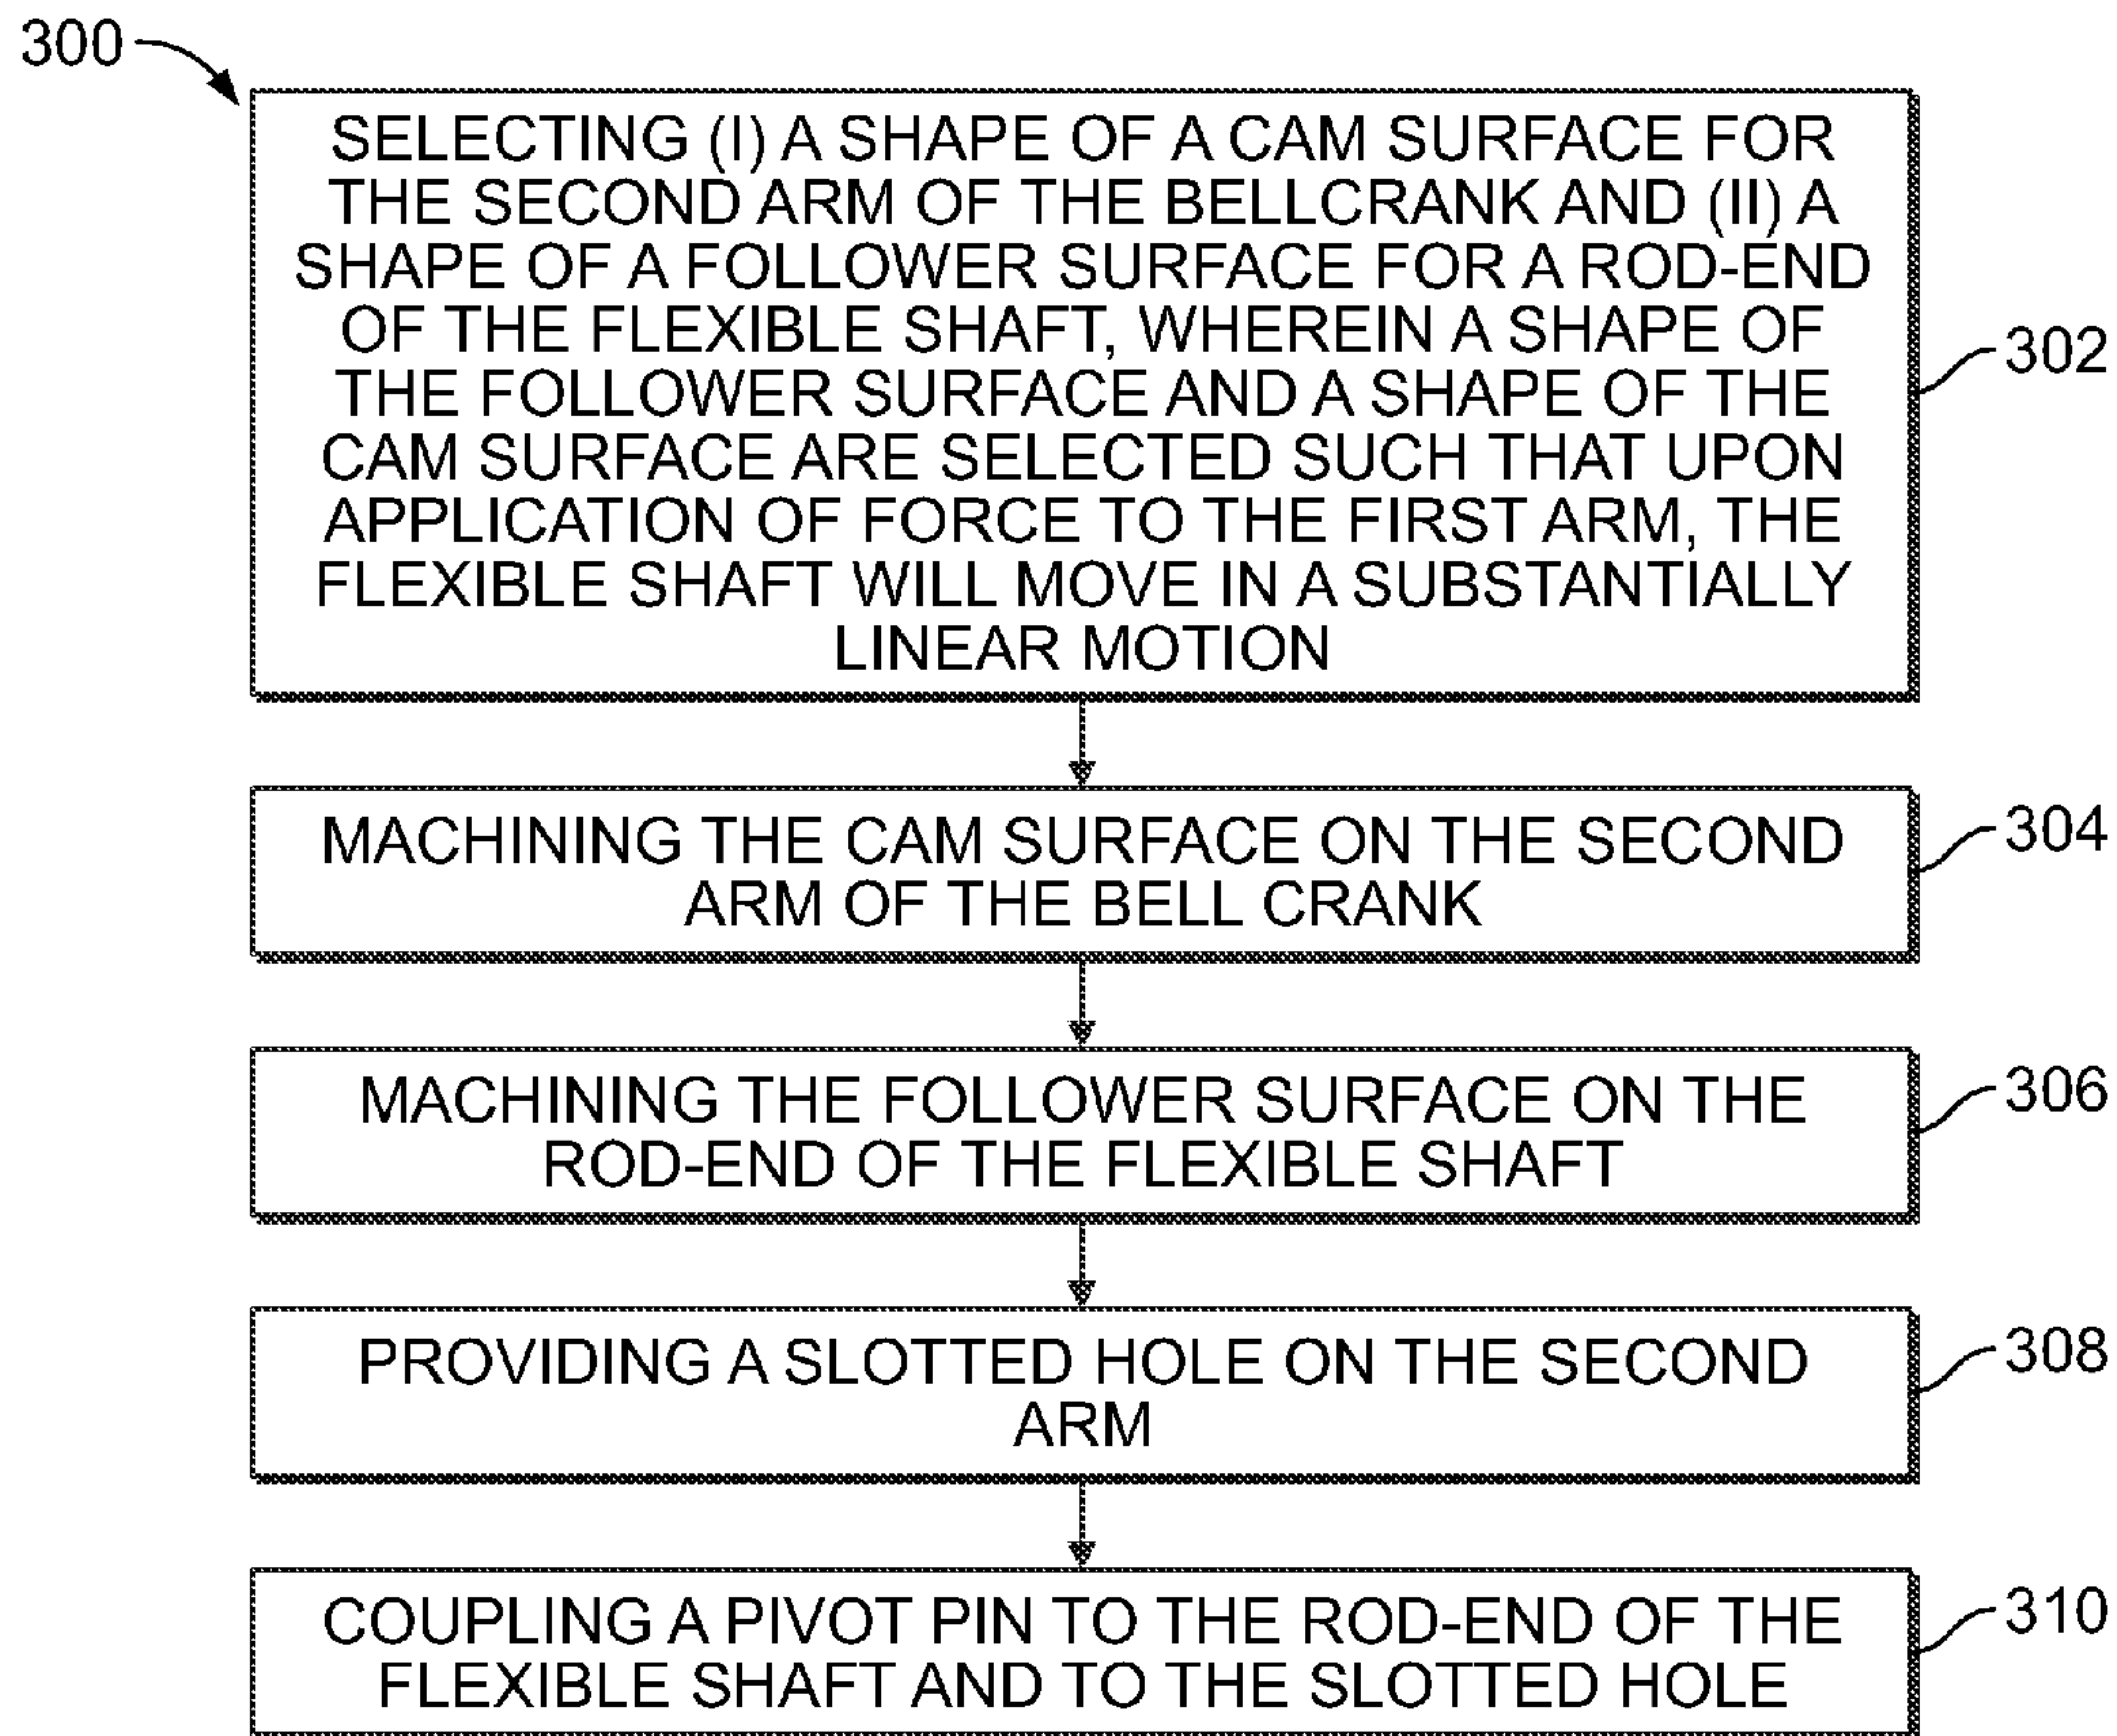 300
SELECTING (I) A SHAPE OF A CAM SURFACE FOR
THE SECOND ARM OF THE BELLCRANK AND (II) A
SHAPE OF A FOLLOWER SURFACE FOR A ROD-END
OF THE FLEXIBLE SHAFT, WHEREIN A SHAPE OF
THE FOLLOWER SURFACE AND A SHAPE OF THE
CAM SURFACE ARE SELECTED SUCH THAT UPON
APPLICATION OF FORCE TO THE FIRST ARM, THE
FLEXIBLE SHAFT WILL MOVE IN A SUBSTANTIALLY
LINEAR MOTION
302
MACHINING THE CAM SURFACE ON THE SECOND
ARM OF THE BELL CRANK
304
MACHINING THE FOLLOWER SURFACE ON THE
ROD-END OF THE FLEXIBLE SHAFT
306
PROVIDING A SLOTTED HOLE ON THE SECOND
ARM
308
COUPLING A PIVOT PIN TO THE ROD-END OF THE
FLEXIBLE SHAFT AND TO THE SLOTTED HOLE
310